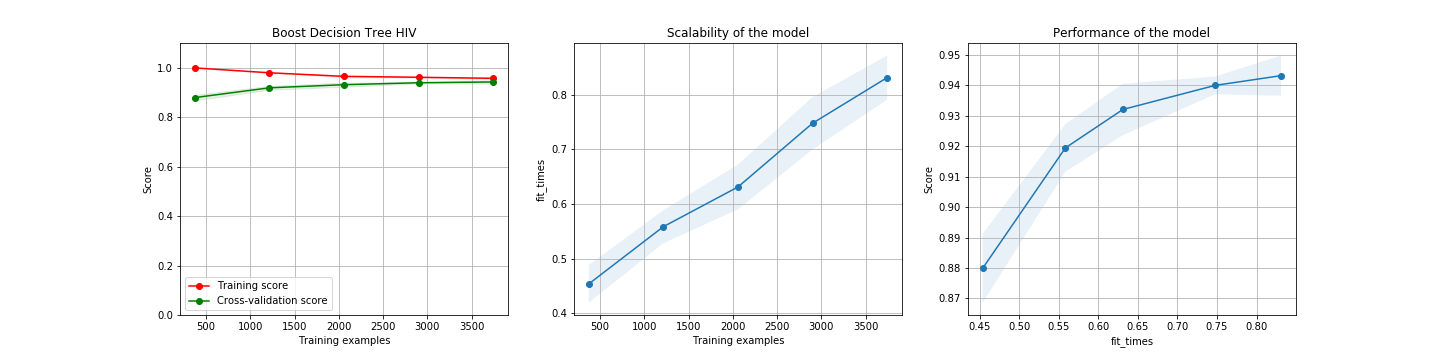 Boost Decision Tree HIV
Score
1.0
0.8
0.6
0.4
0.2
0.0
Training score
Cross-validation score
500 1000 1500 2000 2500 3000 3500
Training examples
Scalability of the model
fit_times
0.8
0.7
0.6
0.5
0.4
500 1000 1500 2000 2500 3000 3500
Training examples
Performance of the model
Score
0.95
0.94
0.93
0.92
0.91
0.90
0.89
0.88
0.87
0.45 0.50 0.55 0.60 0.65 0.70 0.75 0.80
fit_times